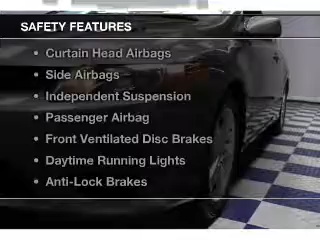 SAFETY FEATURES
• Curtain Head Airbags
• Side Airbags
• Independent Suspension
• Passenger Airbag
• Front Ventilated Disc Brakes
• Daytime Running Lights
• Anti-Lock Brakes